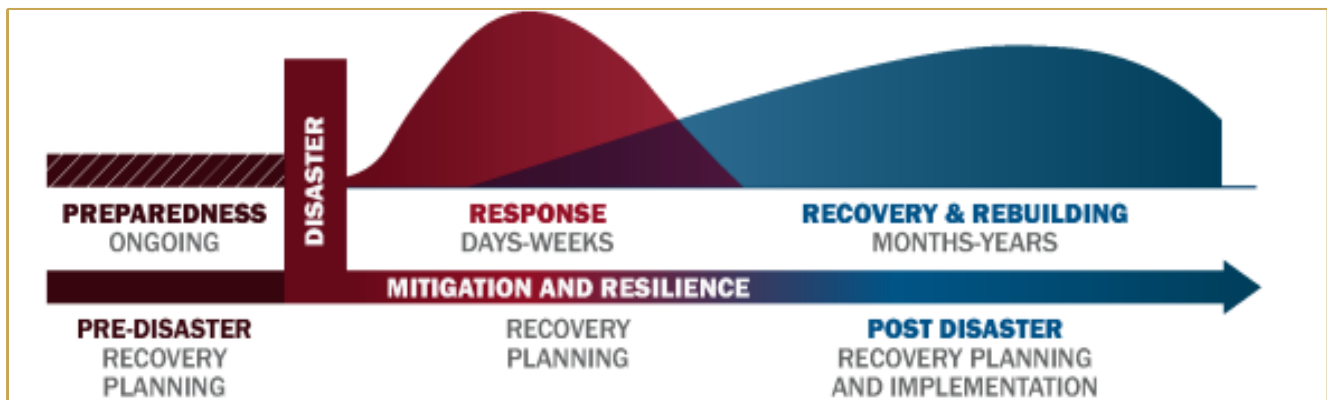 DISASTER
PREPAREDNESS
ONGOING
RESPONSE
DAYS-WEEKS
RECOVERY & REBUILDING
MONTHS-YEARS
MITIGATION AND RESILIENCE
PRE-DISASTER
RECOVERY
PLANNING
RECOVERY
PLANNING
POST DISASTER
RECOVERY PLANNING
AND IMPLEMENTATION